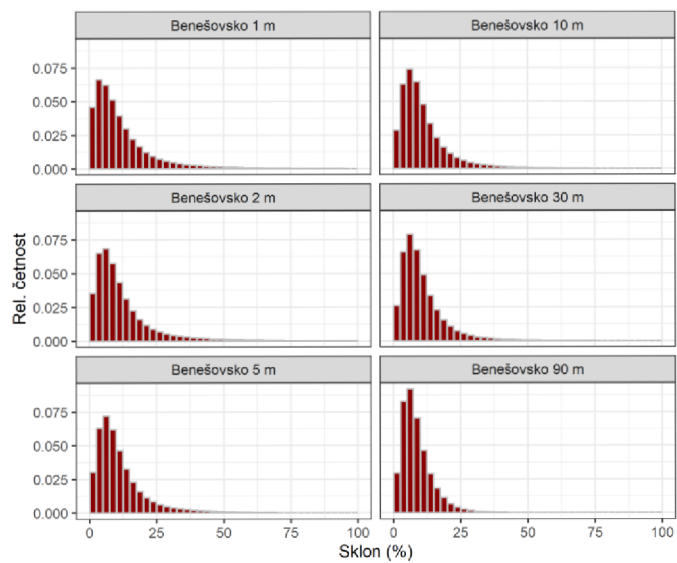 Benešovsko 1 m
Benešovsko 10 m
0.075
0.050
0.025
0.000
Benešovsko 2 m
Benešovsko 30 m
0.075
0.050
0.025
0.000
Rel. četnost
Benešovsko 5 m
Benešovsko 90 m
0.075
0.050
0.025
0.000
0 25 50 75 100
0 25 50 75 100
Sklon (%)